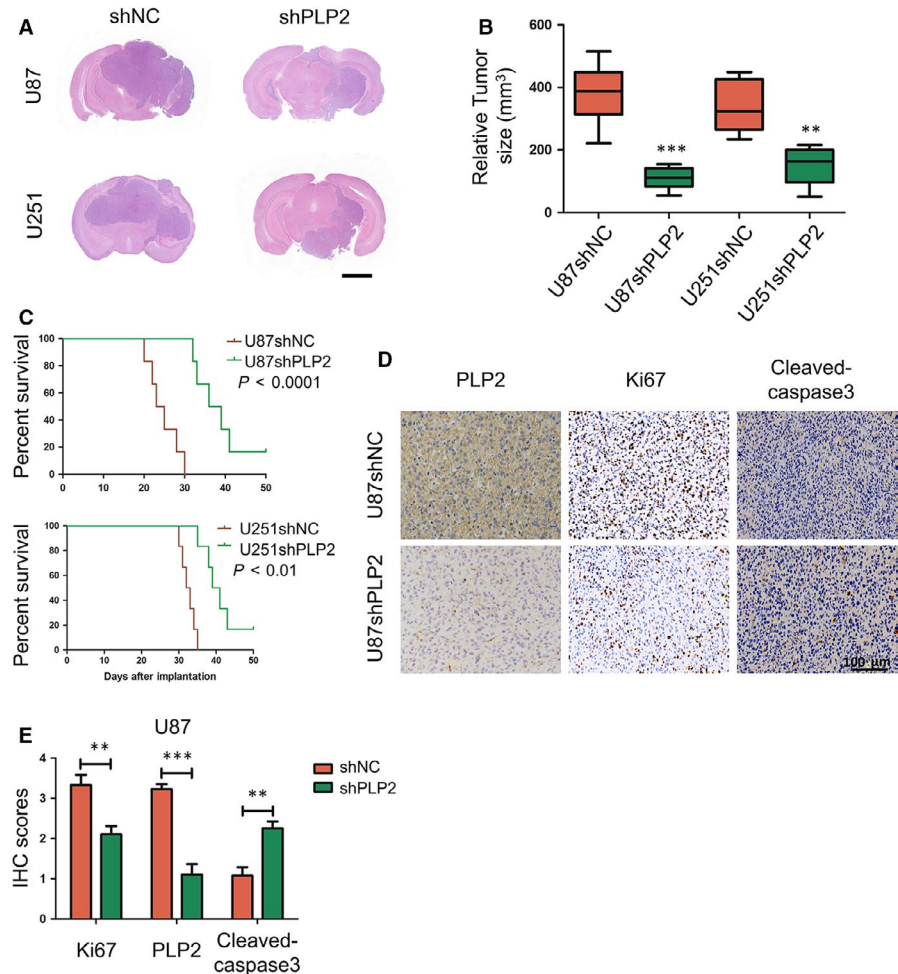 A
shNC
shPLP2
U87
U251
B
Relative Tumor
size (mm³)
600
400
200
0
***
**
U87shNC
U87shPLP2
U251shNC
U251shPLP2
C
Percent survival
100
80
60
40
20
0
U87shNC
U87shPLP2
P < 0.0001
0
10
20
30
40
50
Percent survival
100
80
60
40
20
0
U251shNC
U251shPLP2
P < 0.01
0
10
20
30
40
50
Days after implantation
D
PLP2
Ki67
Cleaved-
caspase3
U87shNC
U87shPLP2
100 µm
E
U87
IHC scores
4
3
2
1
0
**
***
**
shNC
shPLP2
Ki67
PLP2
Cleaved-
caspase3